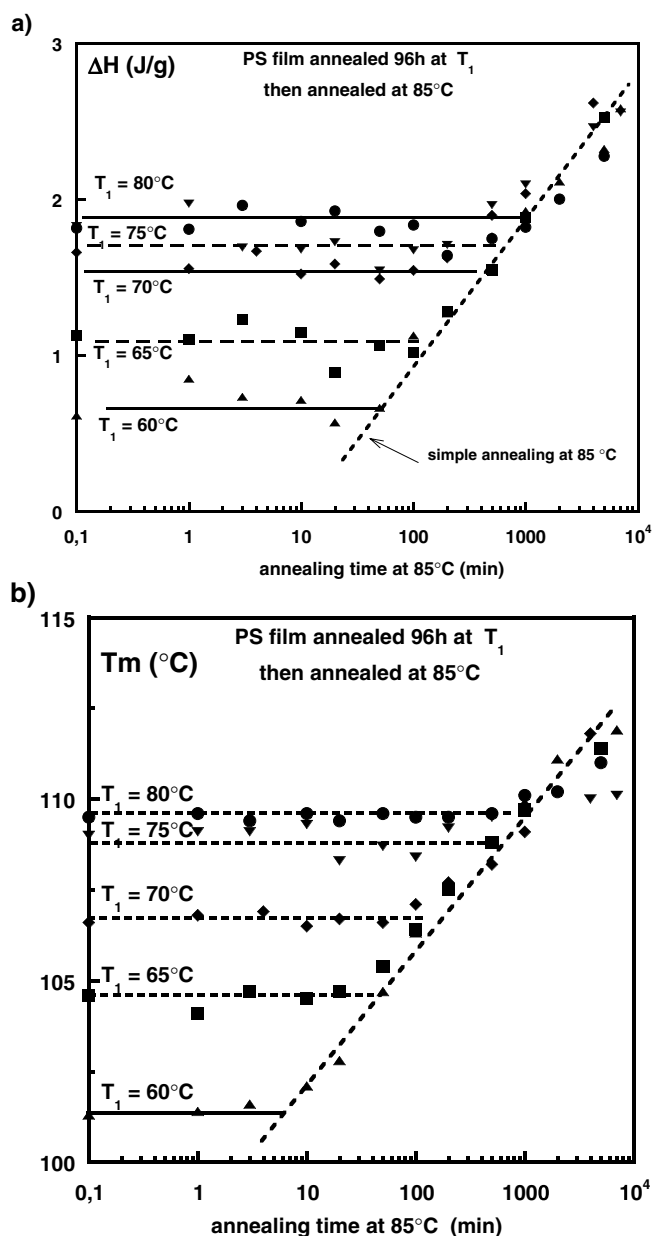 a)
3
2
1
0
ΔH (J/g)
PS film annealed 96h at T₁
then annealed at 85°C
T₁ = 80°C
T₁ = 75°C
T₁ = 70°C
T₁ = 65°C
T₁ = 60°C
simple annealing at 85 °C
0,1 1 10 100 1000 10⁴
annealing time at 85°C (min)
b)
115
110
105
100
Tm (°C)
PS film annealed 96h at T₁
then annealed at 85°C
T₁ = 80°C
T₁ = 75°C
T₁ = 70°C
T₁ = 65°C
T₁ = 60°C
0,1 1 10 100 1000 10⁴
annealing time at 85°C (min)